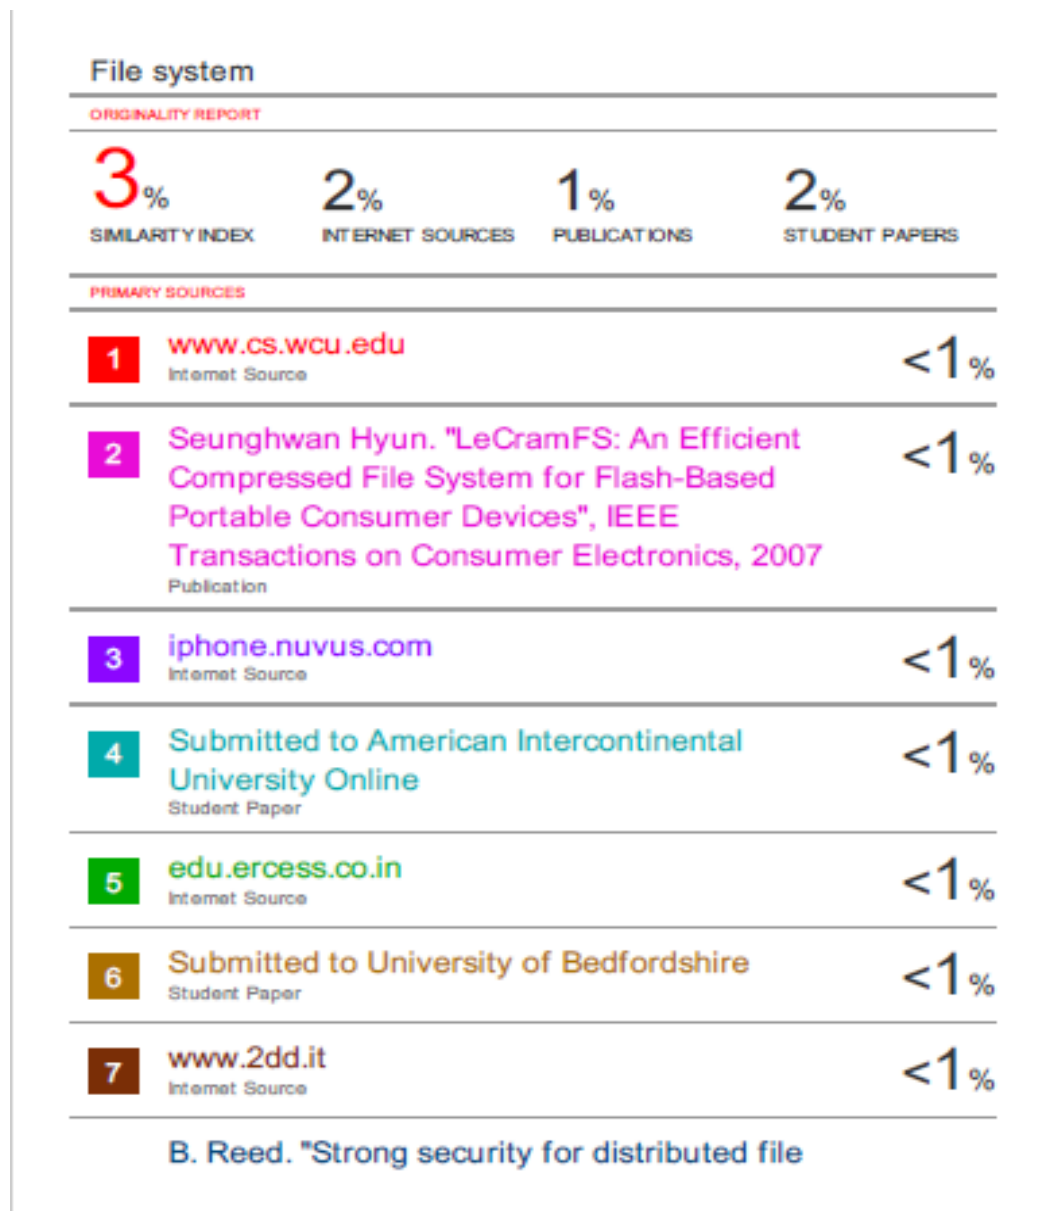 File system
ORIGINALITY REPORT
3%
2%
1%
2%
SIMILARITY INDEX
INTERNET SOURCES
PUBLICATIONS
STUDENT PAPERS
PRIMARY SOURCES
1
www.cs.wcu.edu
Internet Source
<1%
2
Seunghwan Hyun. "LeCramFS: An Efficient
Compressed File System for Flash-Based
Portable Consumer Devices", IEEE
Transactions on Consumer Electronics, 2007
Publication
<1%
3
iphone.nuvus.com
Internet Source
<1%
4
Submitted to American Intercontinental
University Online
Student Paper
<1%
5
edu.ercess.co.in
Internet Source
<1%
6
Submitted to University of Bedfordshire
Student Paper
<1%
7
www.2dd.it
Internet Source
<1%
B. Reed. "Strong security for distributed file